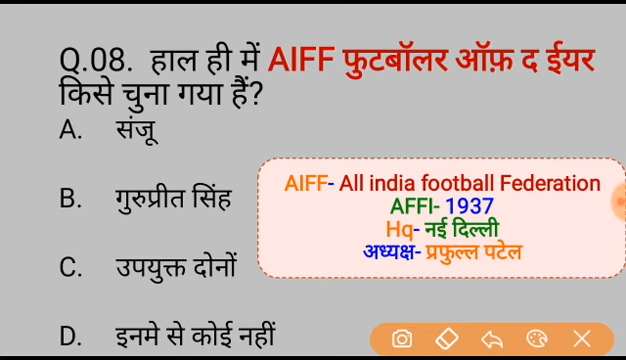 Q.08. हाल ही में AIFF फुटबॉलर ऑफ़ द ईयर
किसे चुना गया हैं?
A. संजू
B. गुरुप्रीत सिंह
C. उपयुक्त दोनों
D. इनमे से कोई नहीं
AIFF- All india football Federation
AFFI- 1937
Hq- नई दिल्ली
अध्यक्ष- प्रफुल्ल पटेल